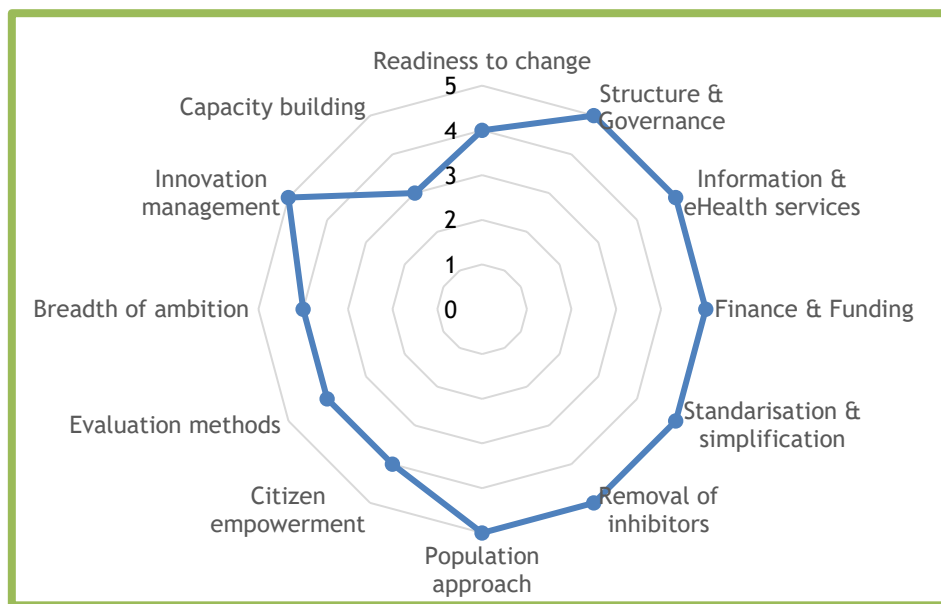 Readiness to change
Structure &
Governance
Information &
eHealth services
Finance & Funding
Standarisation &
simplification
Removal of
inhibitors
Population
approach
Citizen
empowerment
Evaluation methods
Breadth of ambition
Innovation
management
Capacity building
5
4
3
2
1
0